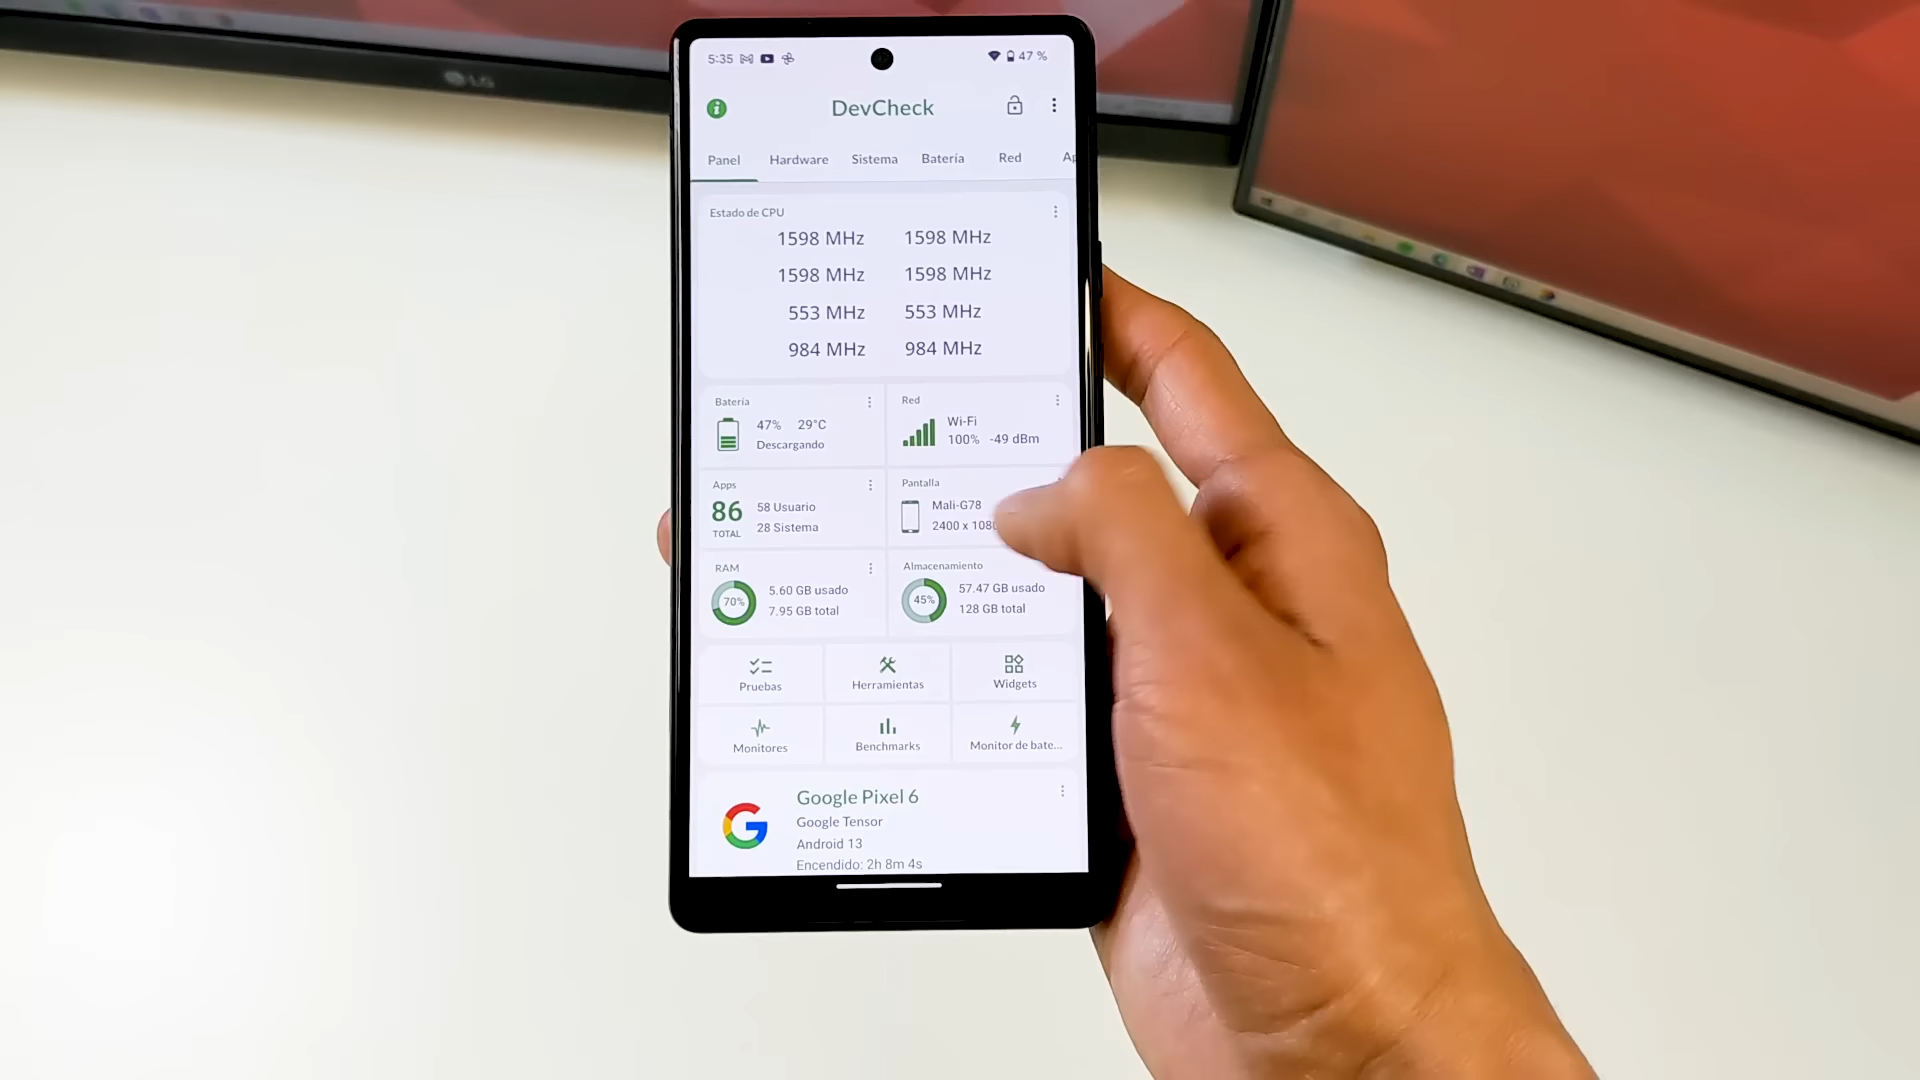 LG
5:35
47 %
DevCheck
Panel Hardware Sistema Batería Red Ap
Estado de CPU
1598 MHz 1598 MHz
1598 MHz 1598 MHz
553 MHz 553 MHz
984 MHz 984 MHz
Batería
47% 29°C
Descargando
Red
Wi-Fi
100% -49 dBm
Apps
86
TOTAL
58 Usuario
28 Sistema
Pantalla
Mali-G78
2400 x 1080
RAM
70%
5.60 GB usado
7.95 GB total
Almacenamiento
45%
57.47 GB usado
128 GB total
Pruebas Herramientas Widgets
Monitores Benchmarks Monitor de bate...
Google Pixel 6
Google Tensor
Android 13
Encendido: 2h 8m 4s